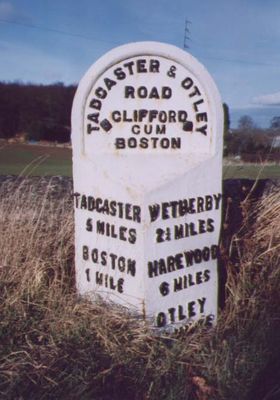 TADCASTER & OTLEY
ROAD
CLIFFORD
CUM
BOSTON
TADCASTER
5 MILES
BOSTON
1 MILE
WETHERBY
2½ MILES
HAREWOOD
6 MILES
OTLEY
MILES